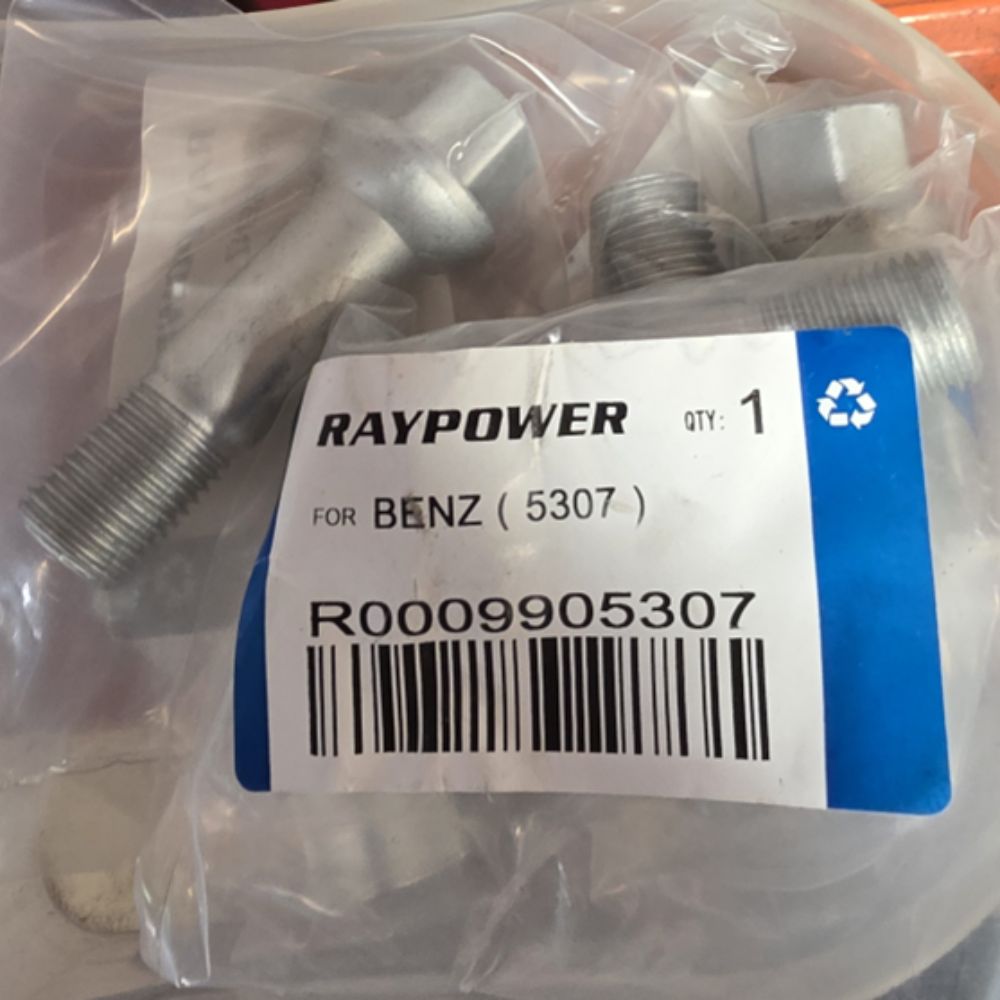 RAYPOWER QTY: 1
FOR BENZ ( 5307 )
R0009905307